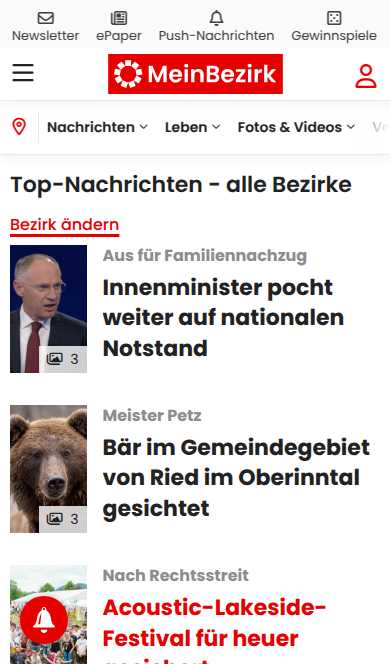 Newsletter ePaper Push-Nachrichten Gewinnspiele
MeinBezirk
Nachrichten Leben Fotos & Videos
Top-Nachrichten - alle Bezirke
Bezirk ändern
Aus für Familiennachzug
Innenminister pocht
weiter auf nationalen
Notstand
3
Meister Petz
Bär im Gemeindegebiet
von Ried im Oberinntal
gesichtet
3
Nach Rechtsstreit
Acoustic-Lakeside-
Festival für heuer